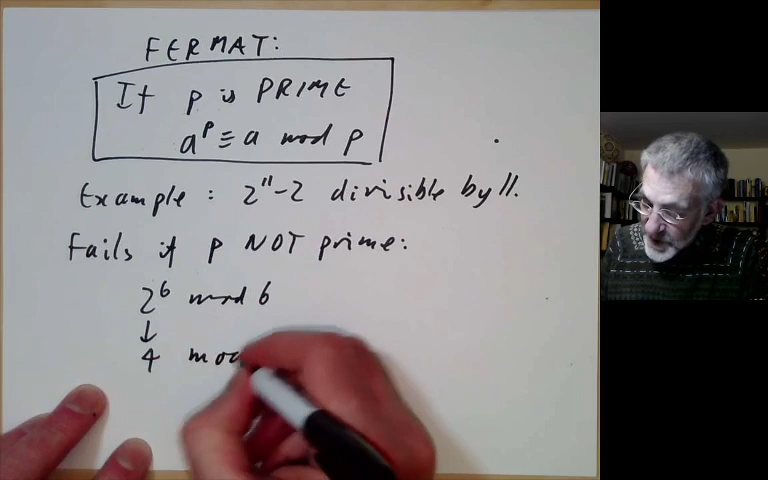 FERMAT:
If p is PRIME
a^p ≡ a mod p
Example : 2^11-2 divisible by 11.
Fails if p NOT prime:
2^6 mod 6
↓
4 mod